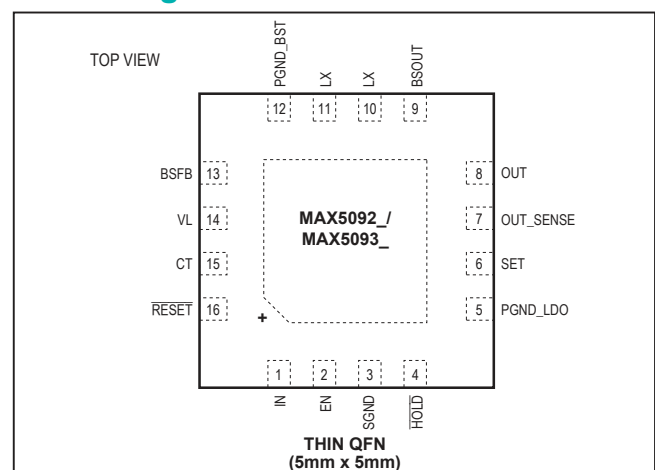 TOP VIEW
PGND_BST
LX
LX
BSOUT
12
11
10
9
BSFB 13
8 OUT
VL 14
MAX5092_/
MAX5093_
7 OUT_SENSE
CT 15
6 SET
RESET 16
+
5 PGND_LDO
1
2
3
4
IN
EN
SGND
HOLD
THIN QFN
(5mm x 5mm)